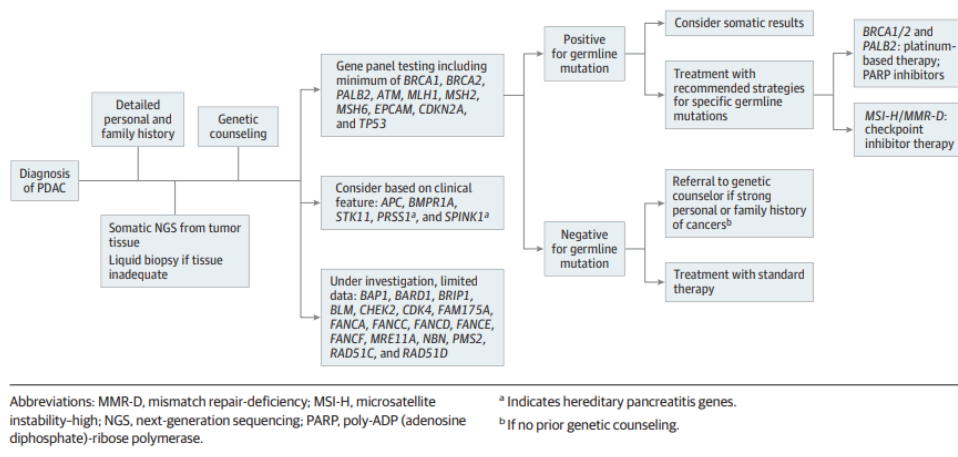 Diagnosis
of PDAC
Detailed
personal and
family history
Genetic
counseling
Somatic NGS from tumor
tissue
Liquid biopsy if tissue
inadequate
Gene panel testing including
minimum of BRCA1, BRCA2,
PALB2, ATM, MLH1, MSH2,
MSH6, EPCAM, CDKN2A,
and TP53
Consider based on clinical
feature: APC, BMPR1A,
STK11, PRSS1a, and SPINK1a
Under investigation, limited
data: BAP1, BARD1, BRIP1,
BLM, CHEK2, CDK4, FAM175A,
FANCA, FANCC, FANCD, FANCE,
FANCF, MRE11A, NBN, PMS2,
RAD51C, and RAD51D
Positive
for germline
mutation
Negative
for germline
mutation
Consider somatic results
Treatment with
recommended strategies
for specific germline
mutations
Referral to genetic
counselor if strong
personal or family history
of cancersb
Treatment with standard
therapy
BRCA1/2 and
PALB2: platinum-
based therapy;
PARP inhibitors
MSI-H/MMR-D:
checkpoint
inhibitor therapy
Abbreviations: MMR-D, mismatch repair-deficiency; MSI-H, microsatellite
instability–high; NGS, next-generation sequencing; PARP, poly-ADP (adenosine
diphosphate)-ribose polymerase.
a Indicates hereditary pancreatitis genes.
b If no prior genetic counseling.